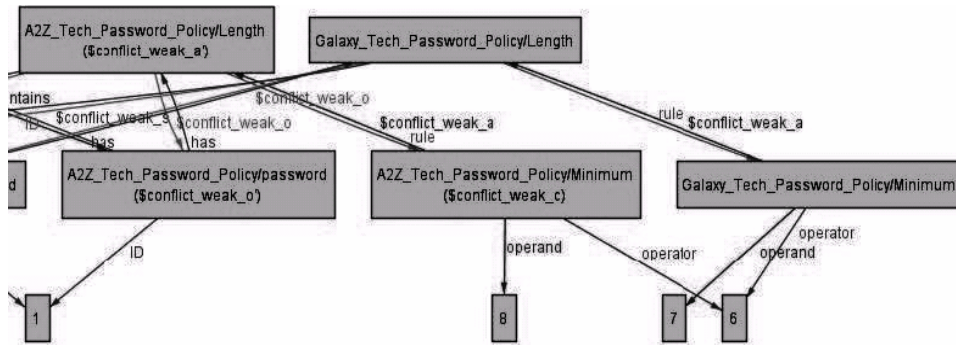 A2Z_Tech_Password_Policy/Length
($conflict_weak_a')
Galaxy_Tech_Password_Policy/Length
ntains
ID
$conflict_weak_s
has
$conflict_weak_o
has
$conflict_weak_o
$conflict_weak_a
rule
rule
$conflict_weak_a
d
A2Z_Tech_Password_Policy/password
($conflict_weak_o')
A2Z_Tech_Password_Policy/Minimum
($conflict_weak_c)
Galaxy_Tech_Password_Policy/Minimum
ID
operand
operator
operator
operand
1
8
7
6